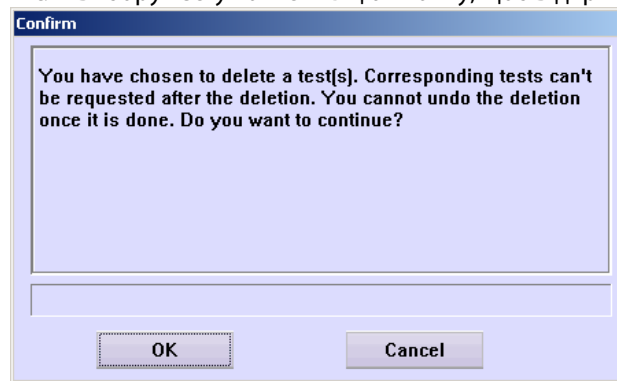 Confirm
You have chosen to delete a test(s). Corresponding tests can't
be requested after the deletion. You cannot undo the deletion
once it is done. Do you want to continue?
OK Cancel